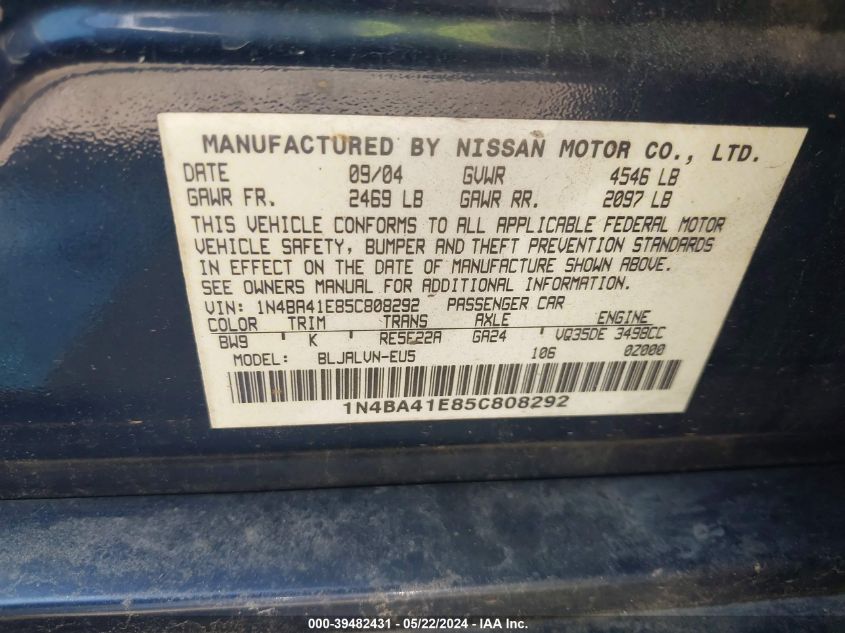 MANUFACTURED BY NISSAN MOTOR CO., LTD.
DATE 09/04 GVWR 4546 LB
GAWR FR. 2469 LB GAWR RR. 2097 LB
THIS VEHICLE CONFORMS TO ALL APPLICABLE FEDERAL MOTOR
VEHICLE SAFETY, BUMPER AND THEFT PREVENTION STANDARDS
IN EFFECT ON THE DATE OF MANUFACTURE SHOWN ABOVE.
SEE OWNERS MANUAL FOR ADDITIONAL INFORMATION.
VIN: 1N4BA41E85C808292 PASSENGER CAR
COLOR TRIM TRANS AXLE ENGINE
BW9 K RE5F22A GA24 VQ35DE 3498CC
MODEL: BLJALVN-EU5 106 0Z000
1N4BA41E85C808292
000-39482431 - 05/22/2024 - IAAI.com